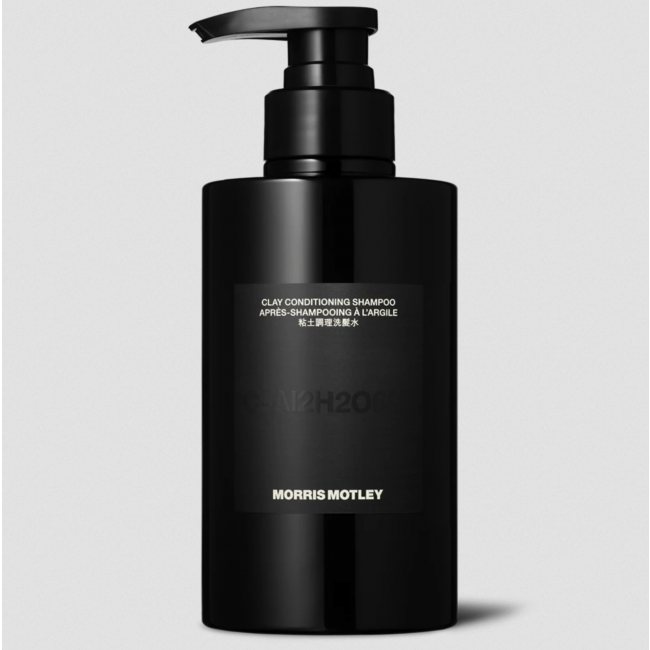 CLAY CONDITIONING SHAMPOO
APRÈS-SHAMPOOING À L'ARGILE
粘土調理洗髮水
MORRIS MOTLEY